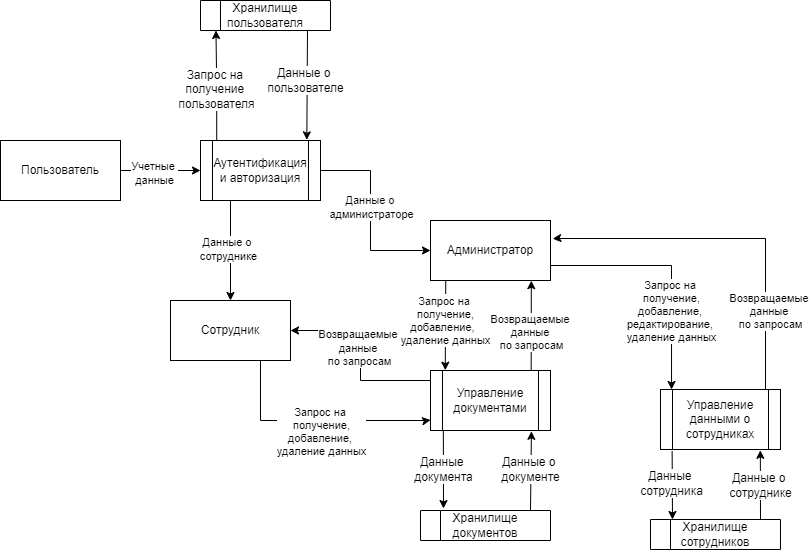 Хранилище
пользователя
Запрос на
получение
пользователя
Данные о
пользователе
Пользователь
Учетные
данные
Аутентификация
и авторизация
Данные о
администраторе
Данные о
сотруднике
Администратор
Сотрудник
Запрос на
получение,
добавление,
удаление данных
Возвращаемые
данные
по запросам
Запрос на
получение,
добавление,
редактирование,
удаление данных
Возвращаемые
данные
по запросам
Возвращаемые
данные
по запросам
Управление
документами
Управление
данными о
сотрудниках
Запрос на
получение,
добавление,
удаление данных
Данные
документа
Данные о
документе
Данные
сотрудника
Данные о
сотруднике
Хранилище
документов
Хранилище
сотрудников